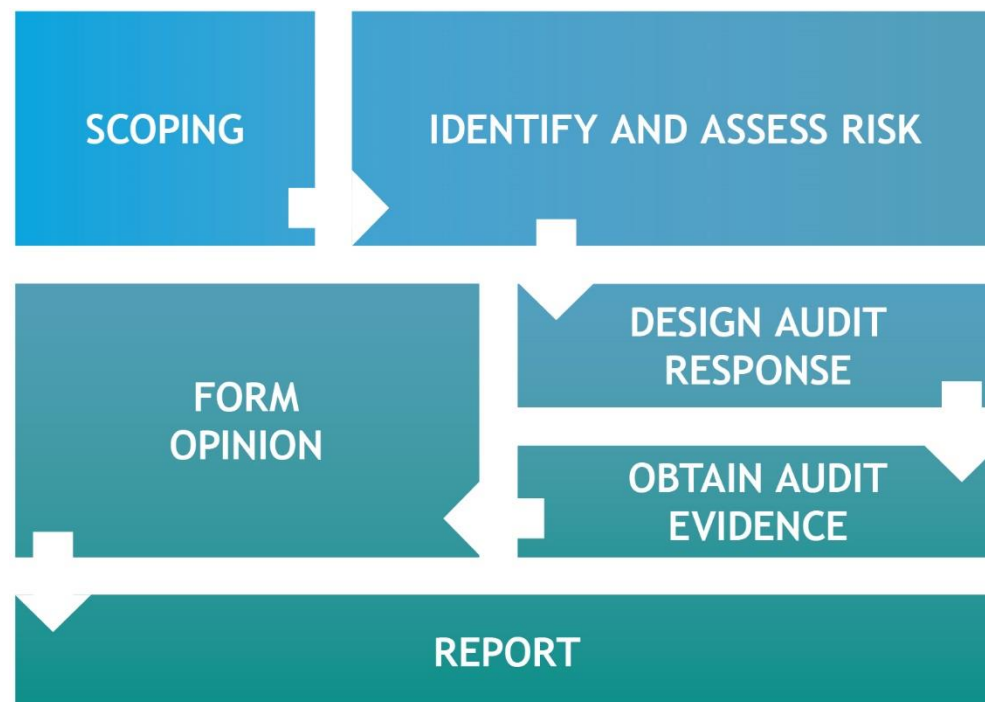 SCOPING
IDENTIFY AND ASSESS RISK
DESIGN AUDIT
RESPONSE
OBTAIN AUDIT
EVIDENCE
FORM
OPINION
REPORT